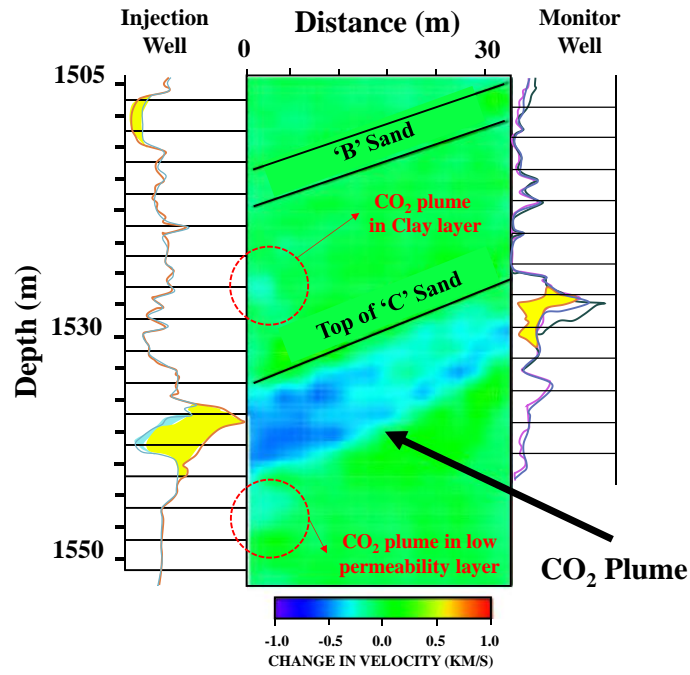 Injection
Well
Distance (m)
Monitor
Well
0
30
1505
‘B’ Sand
CO2 plume
in Clay layer
Depth (m)
1530
Top of ‘C’ Sand
1550
CO2 plume in low
permeability layer
CO2 Plume
-1.0 -0.5 0.0 0.5 1.0
CHANGE IN VELOCITY (KM/S)